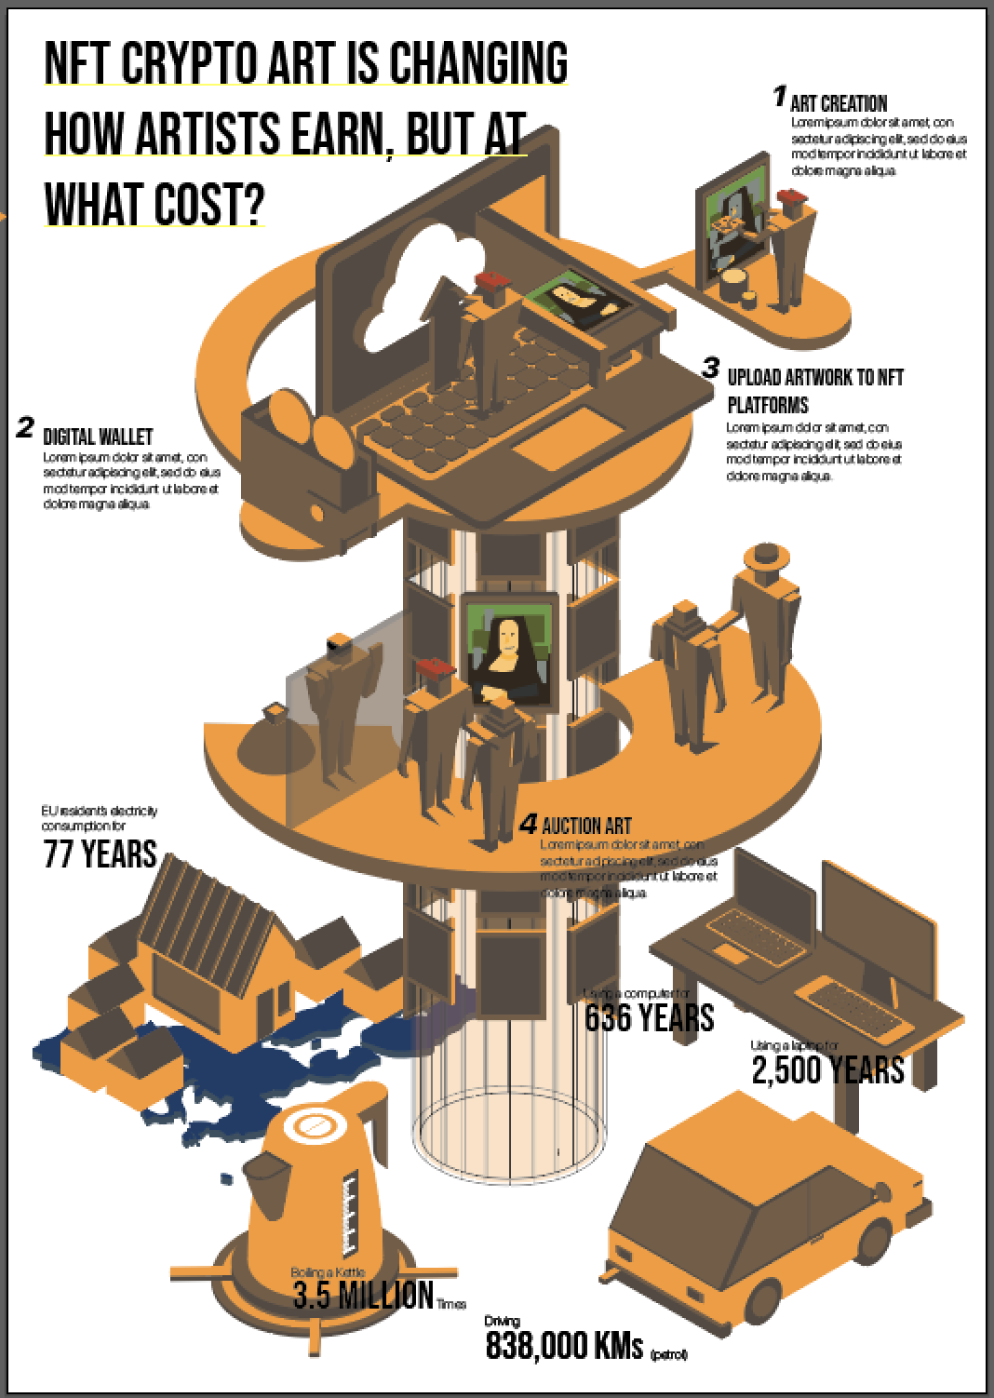 NFT CRYPTO ART IS CHANGING
HOW ARTISTS EARN, BUT AT
WHAT COST?
1 ART CREATION
Lorem ipsum dolor sit amet, con
sectetur adipiscing elit, sed do eius
mod tempor incididunt ut labore et
dolore magna aliqua.
2 DIGITAL WALLET
Lorem ipsum dolor sit amet, con
sectetur adipiscing elit, sed do eius
mod tempor incididunt ut labore et
dolore magna aliqua.
3 UPLOAD ARTWORK TO NFT
PLATFORMS
Lorem ipsum dolor sit amet, con
sectetur adipiscing elit, sed do eius
mod tempor incididunt ut labore et
dolore magna aliqua.
4 AUCTION ART
Lorem ipsum dolor sit amet, con
sectetur adipiscing elit, sed do eius
mod tempor incididunt ut labore et
dolore magna aliqua.
EU resident's electricity
consumption for
77 YEARS
Using a computer for
636 YEARS
Using a laptop for
2,500 YEARS
Boiling a Kettle
3.5 MILLION Times
Driving
838,000 KMs (petrol)